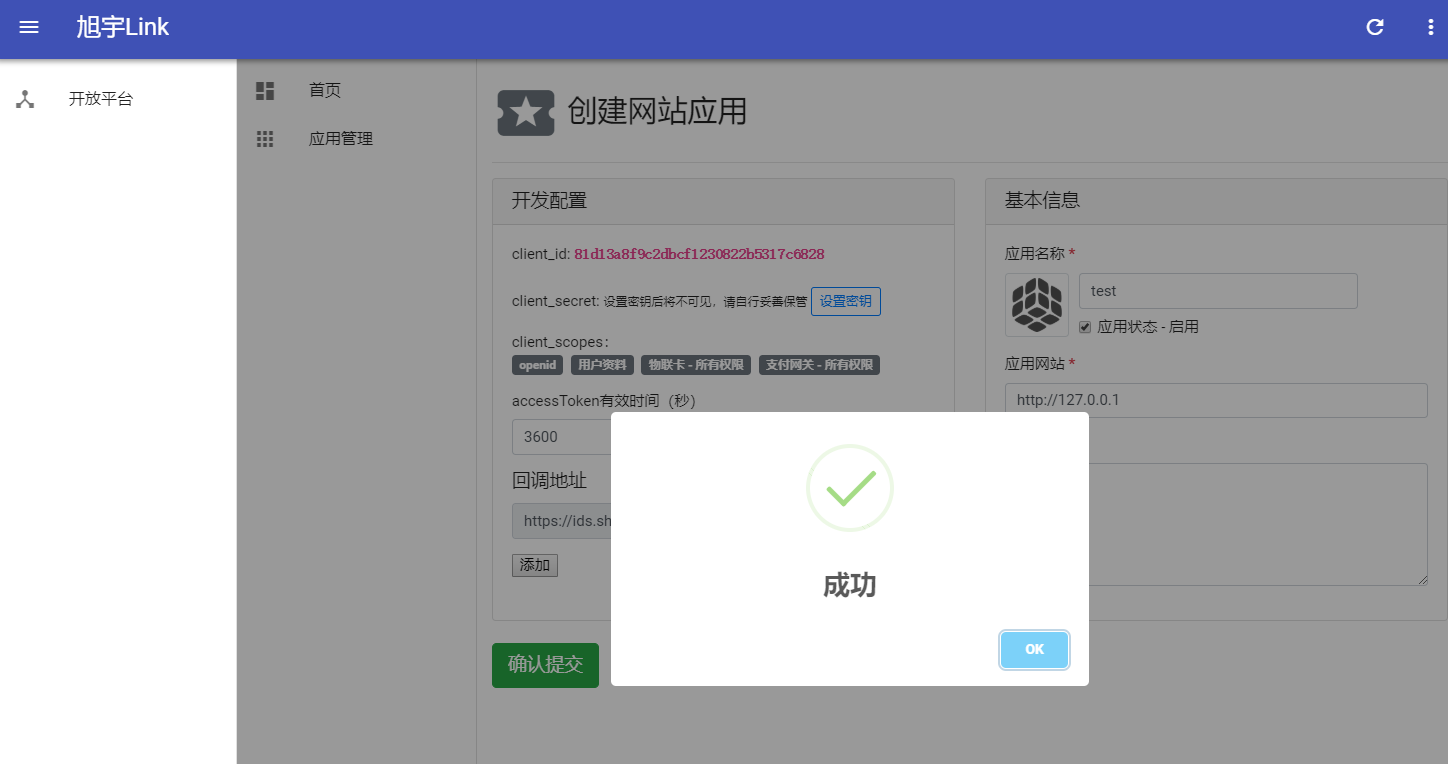 旭宇Link
开放平台
首页
应用管理
创建网站应用
开发配置
client_id: 81d13a8f9c2dbcf1230822b5317c6828
client_secret: 设置密钥后将不可见，请自行妥善保管 设置密钥
client_scopes：
openid 用户资料 物联卡 - 所有权限 支付网关 - 所有权限
accessToken有效时间（秒）
3600
回调地址
https://ids.sh
添加
确认提交
基本信息
应用名称 *
test
应用状态 - 启用
应用网站 *
http://127.0.0.1
成功
OK